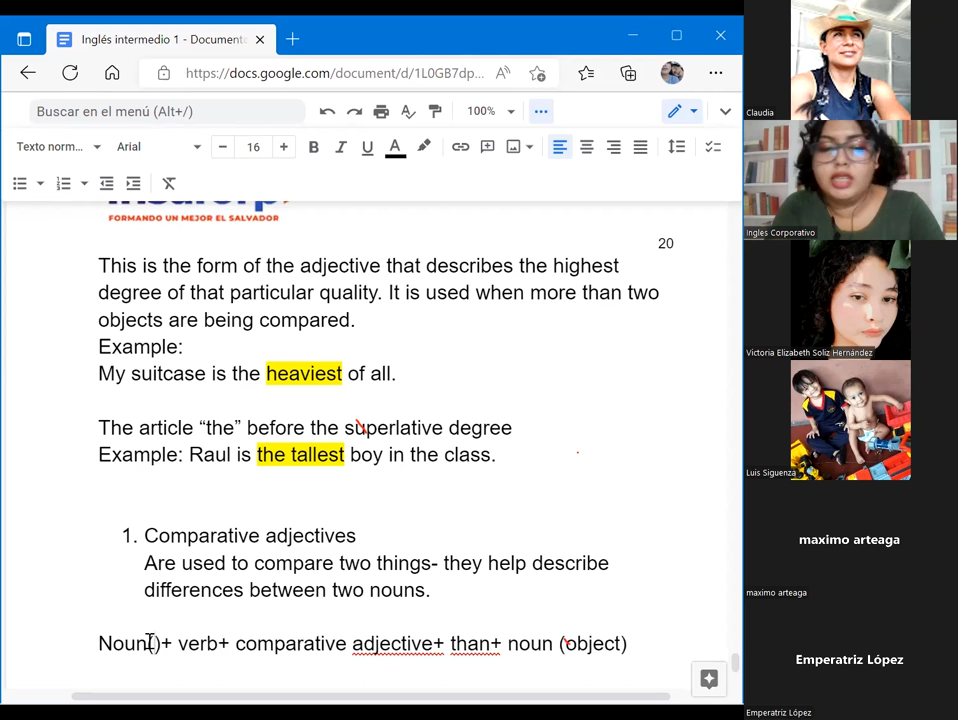 Inglés intermedio 1 - Documento
https://docs.google.com/document/d/1L0GB7dp...
Buscar en el menú (Alt+/)
100%
Texto norm...
Arial
16
FORMANDO UN MEJOR EL SALVADOR
20
This is the form of the adjective that describes the highest
degree of that particular quality. It is used when more than two
objects are being compared.
Example:
My suitcase is the heaviest of all.
The article “the” before the superlative degree
Example: Raul is the tallest boy in the class.
1. Comparative adjectives
Are used to compare two things- they help describe
differences between two nouns.
Noun()+ verb+ comparative adjective+ than+ noun (object)
Claudia
Ingles Corporativo
Victoria Elizabeth Soliz Hernández
Luis Siguenza
maximo arteaga
maximo arteaga
Emperatriz López
Emperatriz López